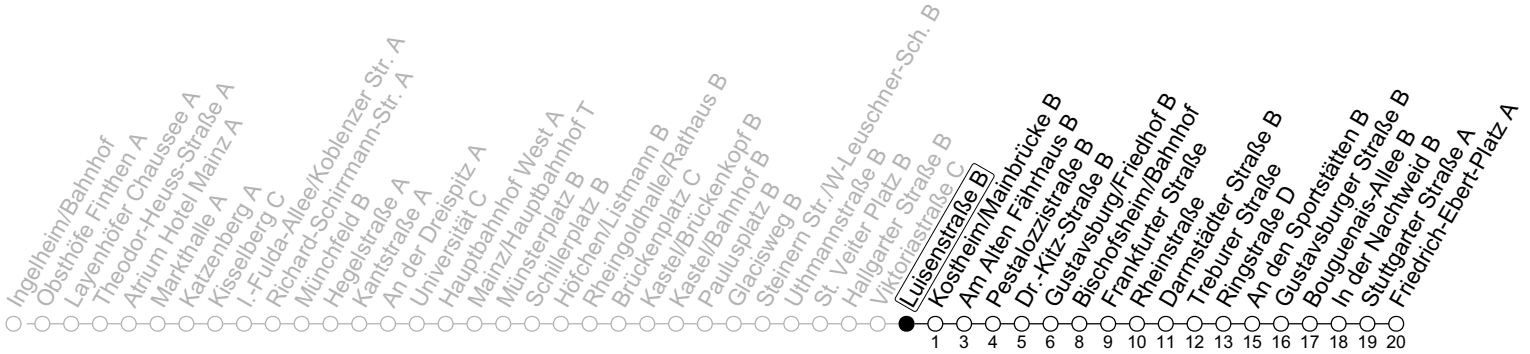 Ingelheim/Bahnhof
Obsthöfe Finthen A
Layenhöfer Chaussee A
Theodor-Heuss-Straße A
Atrium Hotel Mainz A
Markthalle A
Katzenberg A
Kisselberg C
I.-Fulda-Allee/Koblenzer Str. A
Richard-Schirrmann-Str. A
Münchfeld B
Hegelstraße A
Kantstraße A
An der Dreispitz A
Universität C
Hauptbahnhof West A
Mainz/Hauptbahnhof T
Münsterplatz B
Schillerplatz B
Höfchen/Listmann B
Rheingoldhalle/Rathaus B
Brückenplatz C
Kastel/Brückenkopf B
Kastel/Bahnhof B
Paulusplatz B
Glacisweg B
Steinern Str./W-Leuschner-Sch. B
Uthmannstraße B
St. Veiter Platz B
Hallgarter Straße B
Viktoriastraße C
Luisenstraße B
Kostheim/Mainbrücke B
Am Alten Fährhaus B
Pestalozzistraße B
Dr.-Kitz-Straße B
Gustavsburg/Friedhof B
Bischofsheim/Bahnhof
Frankfurter Straße
Rheinstraße
Darmstädter Straße B
Treburer Straße
Ringstraße D
An den Sportstätten B
Gustavsburger Straße B
Bouguenais-Allee B
In der Nachtweid B
Stuttgarter Straße A
Friedrich-Ebert-Platz A
1 3 4 5 6 8 9 10 11 12 13 15 16 17 18 19 20